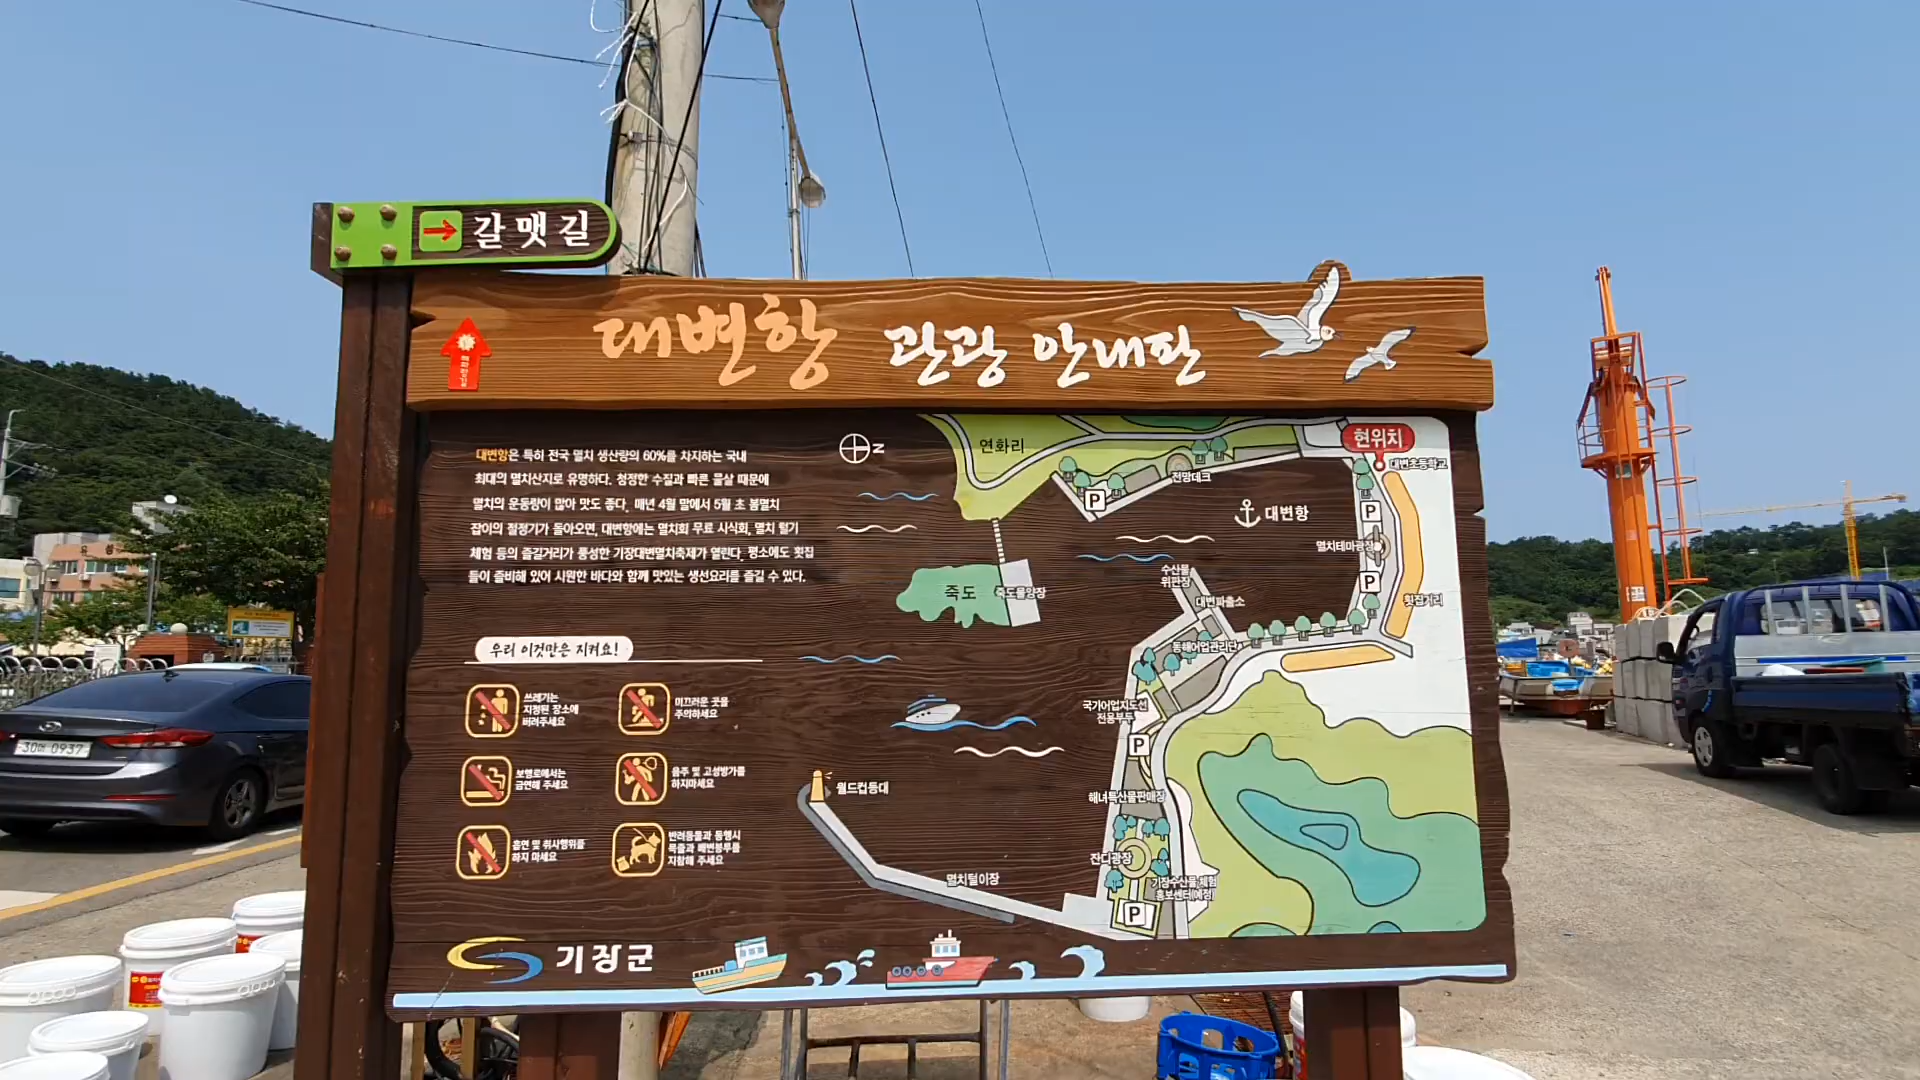 갈맷길
대변항 관광 안내판
대변항은 특히 전국 멸치 생산량의 60%를 차지하는 국내
최대의 멸치산지로 유명하다. 청정한 수질과 빠른 물살 때문에
멸치의 운동량이 많아 맛도 좋다. 매년 4월 말에서 5월 초 봄멸치
잡이의 절정기가 돌아오면, 대변항에는 멸치회 무료 시식회, 멸치 털기
체험 등의 즐길거리가 풍성한 기장대변멸치축제가 열린다. 평소에도 횟집
들이 즐비해 있어 시원한 바다와 함께 맛있는 생선요리를 즐길 수 있다.
우리 이것만은 지켜요!
쓰레기는
지정된 장소에
버려주세요
미끄러운 곳을
주의하세요
보행로에서는
금연해 주세요
음주 및 고성방가를
하지마세요
흡연 및 취사행위를
하지 마세요
반려동물과 동행시
목줄과 배변봉투를
지참해 주세요
기장군
N
연화리
현위치
대변초등학교
전망데크
P
P
대변항
멸치테마광장
P
횟집거리
죽도
죽도물양장
수산물
위판장
대변파출소
동해어업관리단
국가어업지도선
전용부두
P
해녀특산물판매장
월드컵등대
멸치털이장
잔디광장
기장수산물 체험
홍보센터(예정)
P
30머 0937